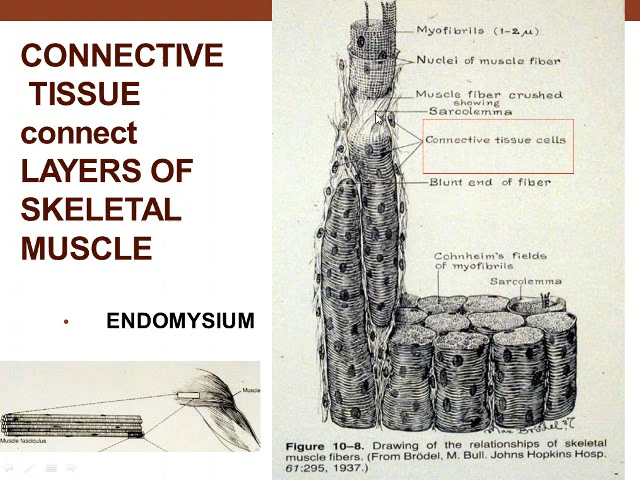 CONNECTIVE
TISSUE
connect
LAYERS OF
SKELETAL
MUSCLE
• ENDOMYSIUM
Muscle
Muscle fasciculus
Myofibrils (1-2µ)
Nuclei of muscle fiber
Muscle fiber crushed
showing
Sarcolemma
Connective tissue cells
Blunt end of fiber
Cohnheim's fields
of myofibrils
Sarcolemma
Max Brödel
Figure 10–8. Drawing of the relationships of skeletal
muscle fibers. (From Brödel, M. Bull. Johns Hopkins Hosp.
61:295, 1937.)